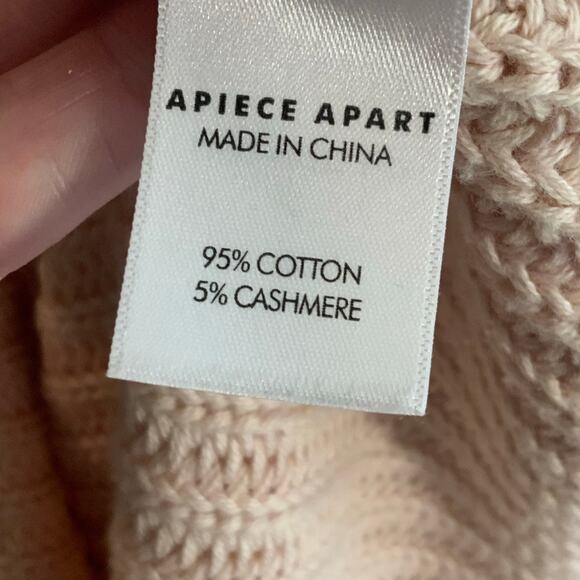 APIECE APART
MADE IN CHINA
95% COTTON
5% CASHMERE